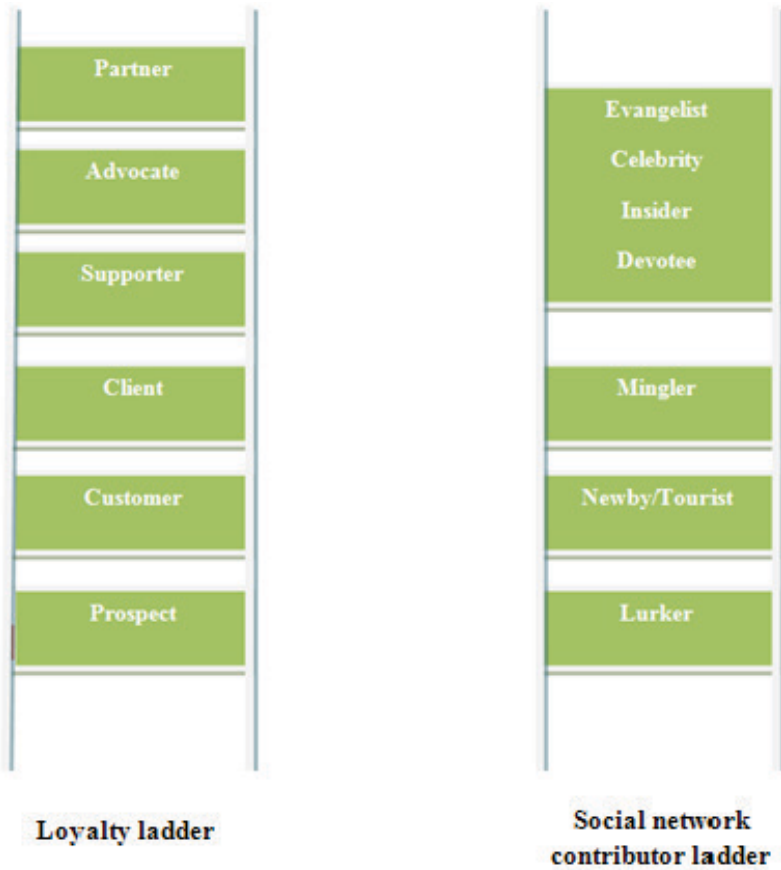 Partner
Advocate
Supporter
Client
Customer
Prospect
Loyalty ladder
Evangelist
Celebrity
Insider
Devotee
Mingler
Newby/Tourist
Lurker
Social network
contributor ladder